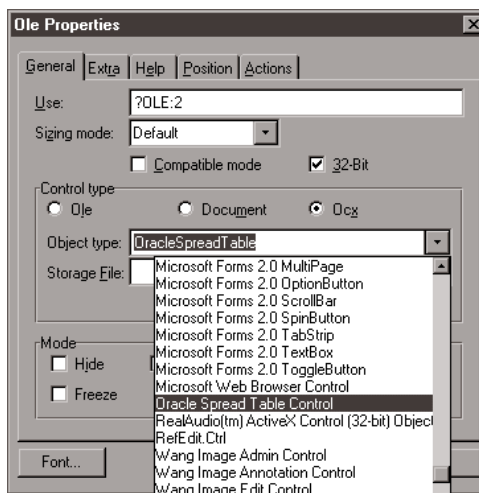 Ole Properties
General Extra Help Position Actions
Use: ?OLE:2
Sizing mode: Default
Compatible mode 32-Bit
Control type
Ole Document Ocx
Object type: OracleSpreadTable
Storage File:
Microsoft Forms 2.0 MultiPage
Microsoft Forms 2.0 OptionButton
Microsoft Forms 2.0 ScrollBar
Microsoft Forms 2.0 SpinButton
Microsoft Forms 2.0 TabStrip
Microsoft Forms 2.0 TextBox
Microsoft Forms 2.0 ToggleButton
Microsoft Web Browser Control
Oracle Spread Table Control
RealAudio(tm) ActiveX Control (32-bit) Object
RefEdit.Ctrl
Wang Image Admin Control
Wang Image Annotation Control
Wang Image Edit Control
Mode
Hide
Freeze
Font...